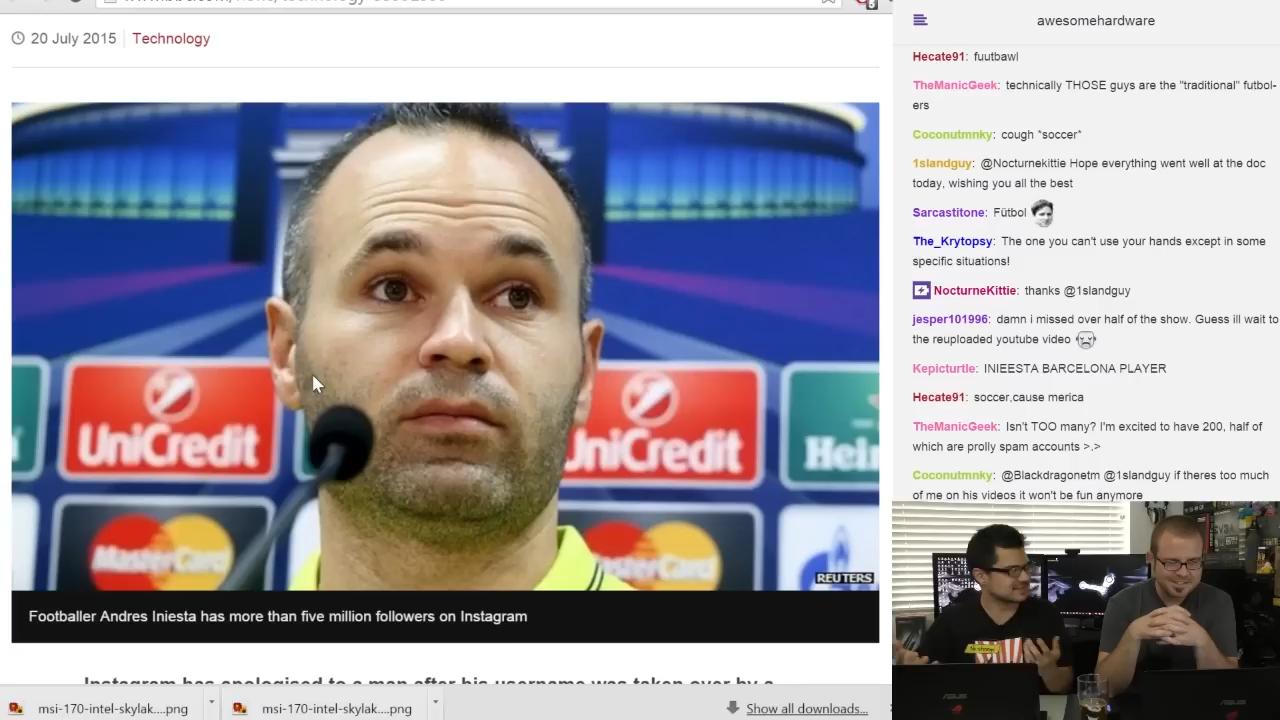 20 July 2015
Technology
UniCredit
UniCredit
Hein
MasterCard
MasterCard
REUTERS
Footballer Andres Iniesta has more than five million followers on Instagram
msi-170-intel-skylak....png
msi-170-intel-skylak....png
Show all downloads...
awesomehardware
Hecate91: fuutbawl
TheManicGeek: technically THOSE guys are the "traditional" futbol-
ers
Coconutmnky: cough *soccer*
1slandguy: @Nocturnekittie Hope everything went well at the doc
today, wishing you all the best
Sarcastitone: Fütbol
The_Krytopsy: The one you can't use your hands except in some
specific situations!
NocturneKittie: thanks @1slandguy
jesper101996: damn i missed over half of the show. Guess ill wait to
the reuploaded youtube video
Kepicturtle: INIEESTA BARCELONA PLAYER
Hecate91: soccer,cause merica
TheManicGeek: Isn't TOO many? I'm excited to have 200, half of
which are prolly spam accounts >.>
Coconutmnky: @Blackdragonetm @1slandguy if theres too much
of me on his videos it won't be fun anymore
ASUS
ASUS